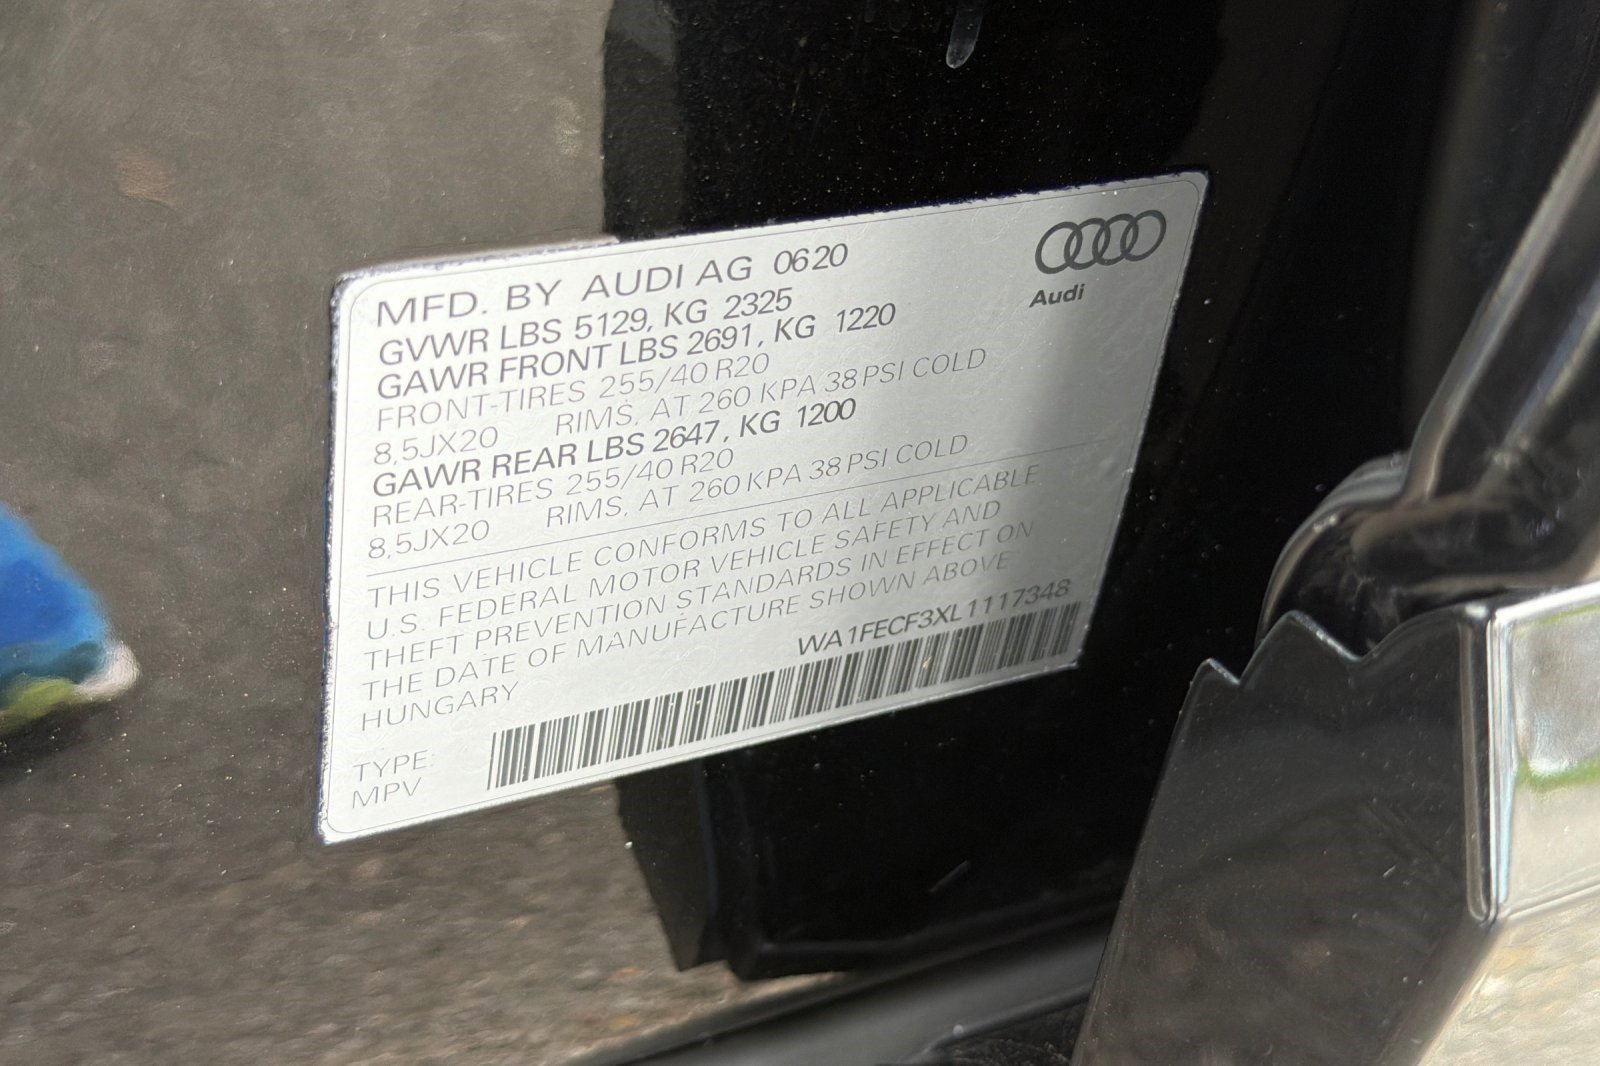 MFD. BY AUDI AG 0620
GVWR LBS 5129, KG 2325
GAWR FRONT LBS 2691, KG 1220
FRONT-TIRES 255/40 R20
8,5JX20 RIMS, AT 260 KPA 38 PSI COLD
GAWR REAR LBS 2647, KG 1200
REAR-TIRES 255/40 R20
8,5JX20 RIMS, AT 260 KPA 38 PSI COLD
THIS VEHICLE CONFORMS TO ALL APPLICABLE
U.S. FEDERAL MOTOR VEHICLE SAFETY AND
THEFT PREVENTION STANDARDS IN EFFECT ON
THE DATE OF MANUFACTURE SHOWN ABOVE
HUNGARY
WA1FECF3XL1117348
TYPE:
MPV
Audi